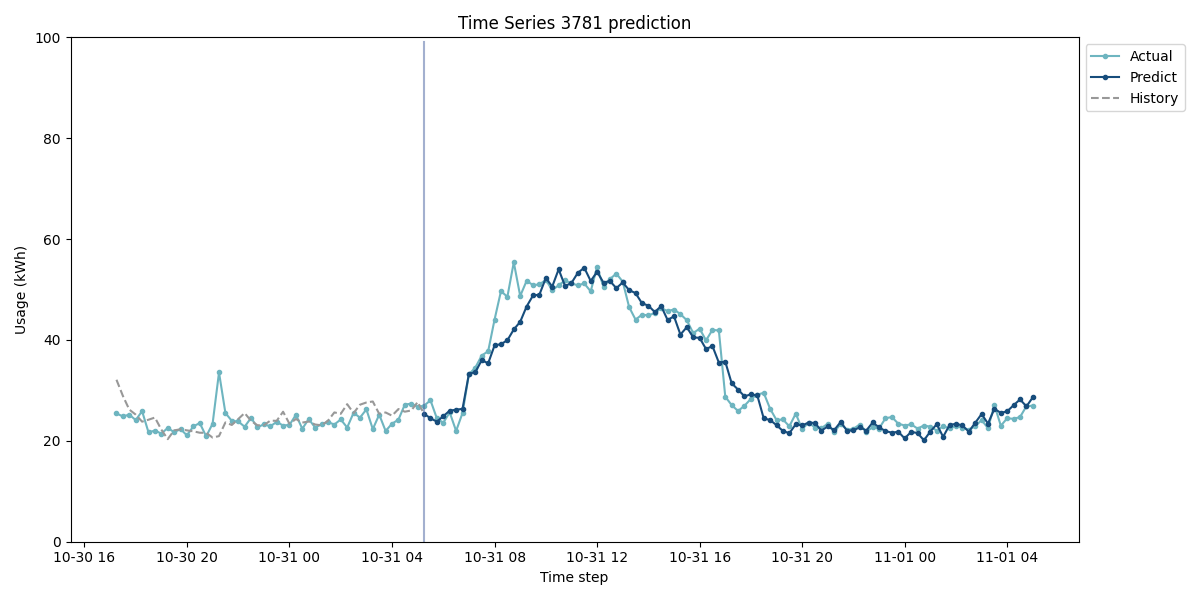 Time Series 3781 prediction
Actual
Predict
History
Usage (kWh)
100
80
60
40
20
0
10-30 16
10-30 20
10-31 00
10-31 04
10-31 08
10-31 12
10-31 16
10-31 20
11-01 00
11-01 04
Time step